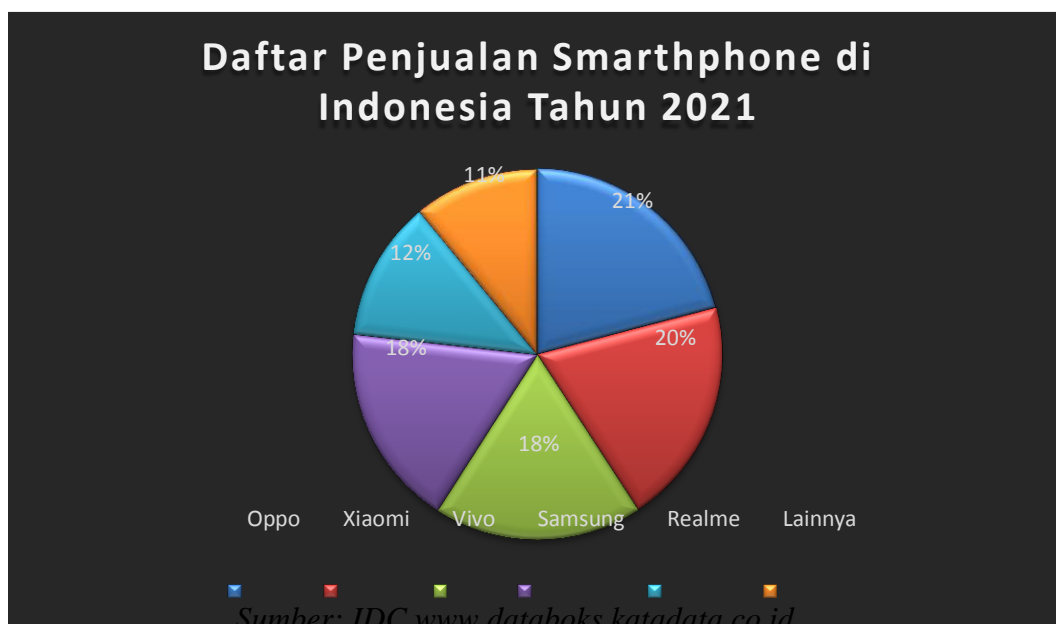 Daftar Penjualan Smarthphone di
Indonesia Tahun 2021
11%
21%
12%
20%
18%
18%
Oppo Xiaomi Vivo Samsung Realme Lainnya
Sumber: IDC www.databoks.katadata.co.id